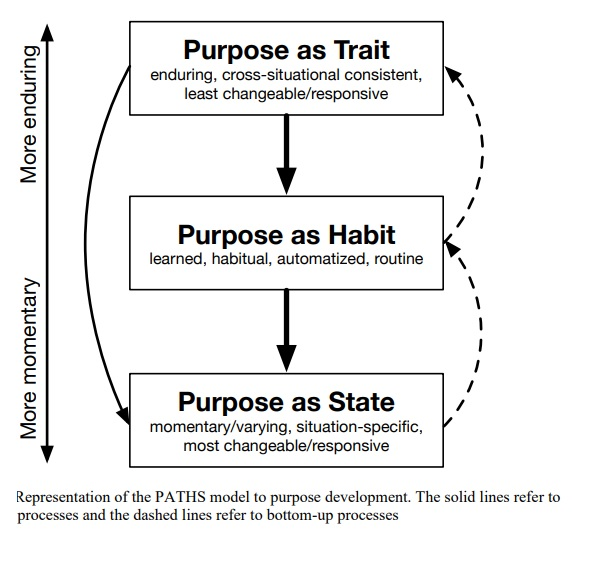 More enduring
More momentary
Purpose as Trait
enduring, cross-situational consistent,
least changeable/responsive
Purpose as Habit
learned, habitual, automatized, routine
Purpose as State
momentary/varying, situation-specific,
most changeable/responsive
Representation of the PATHS model to purpose development. The solid lines refer to
processes and the dashed lines refer to bottom-up processes